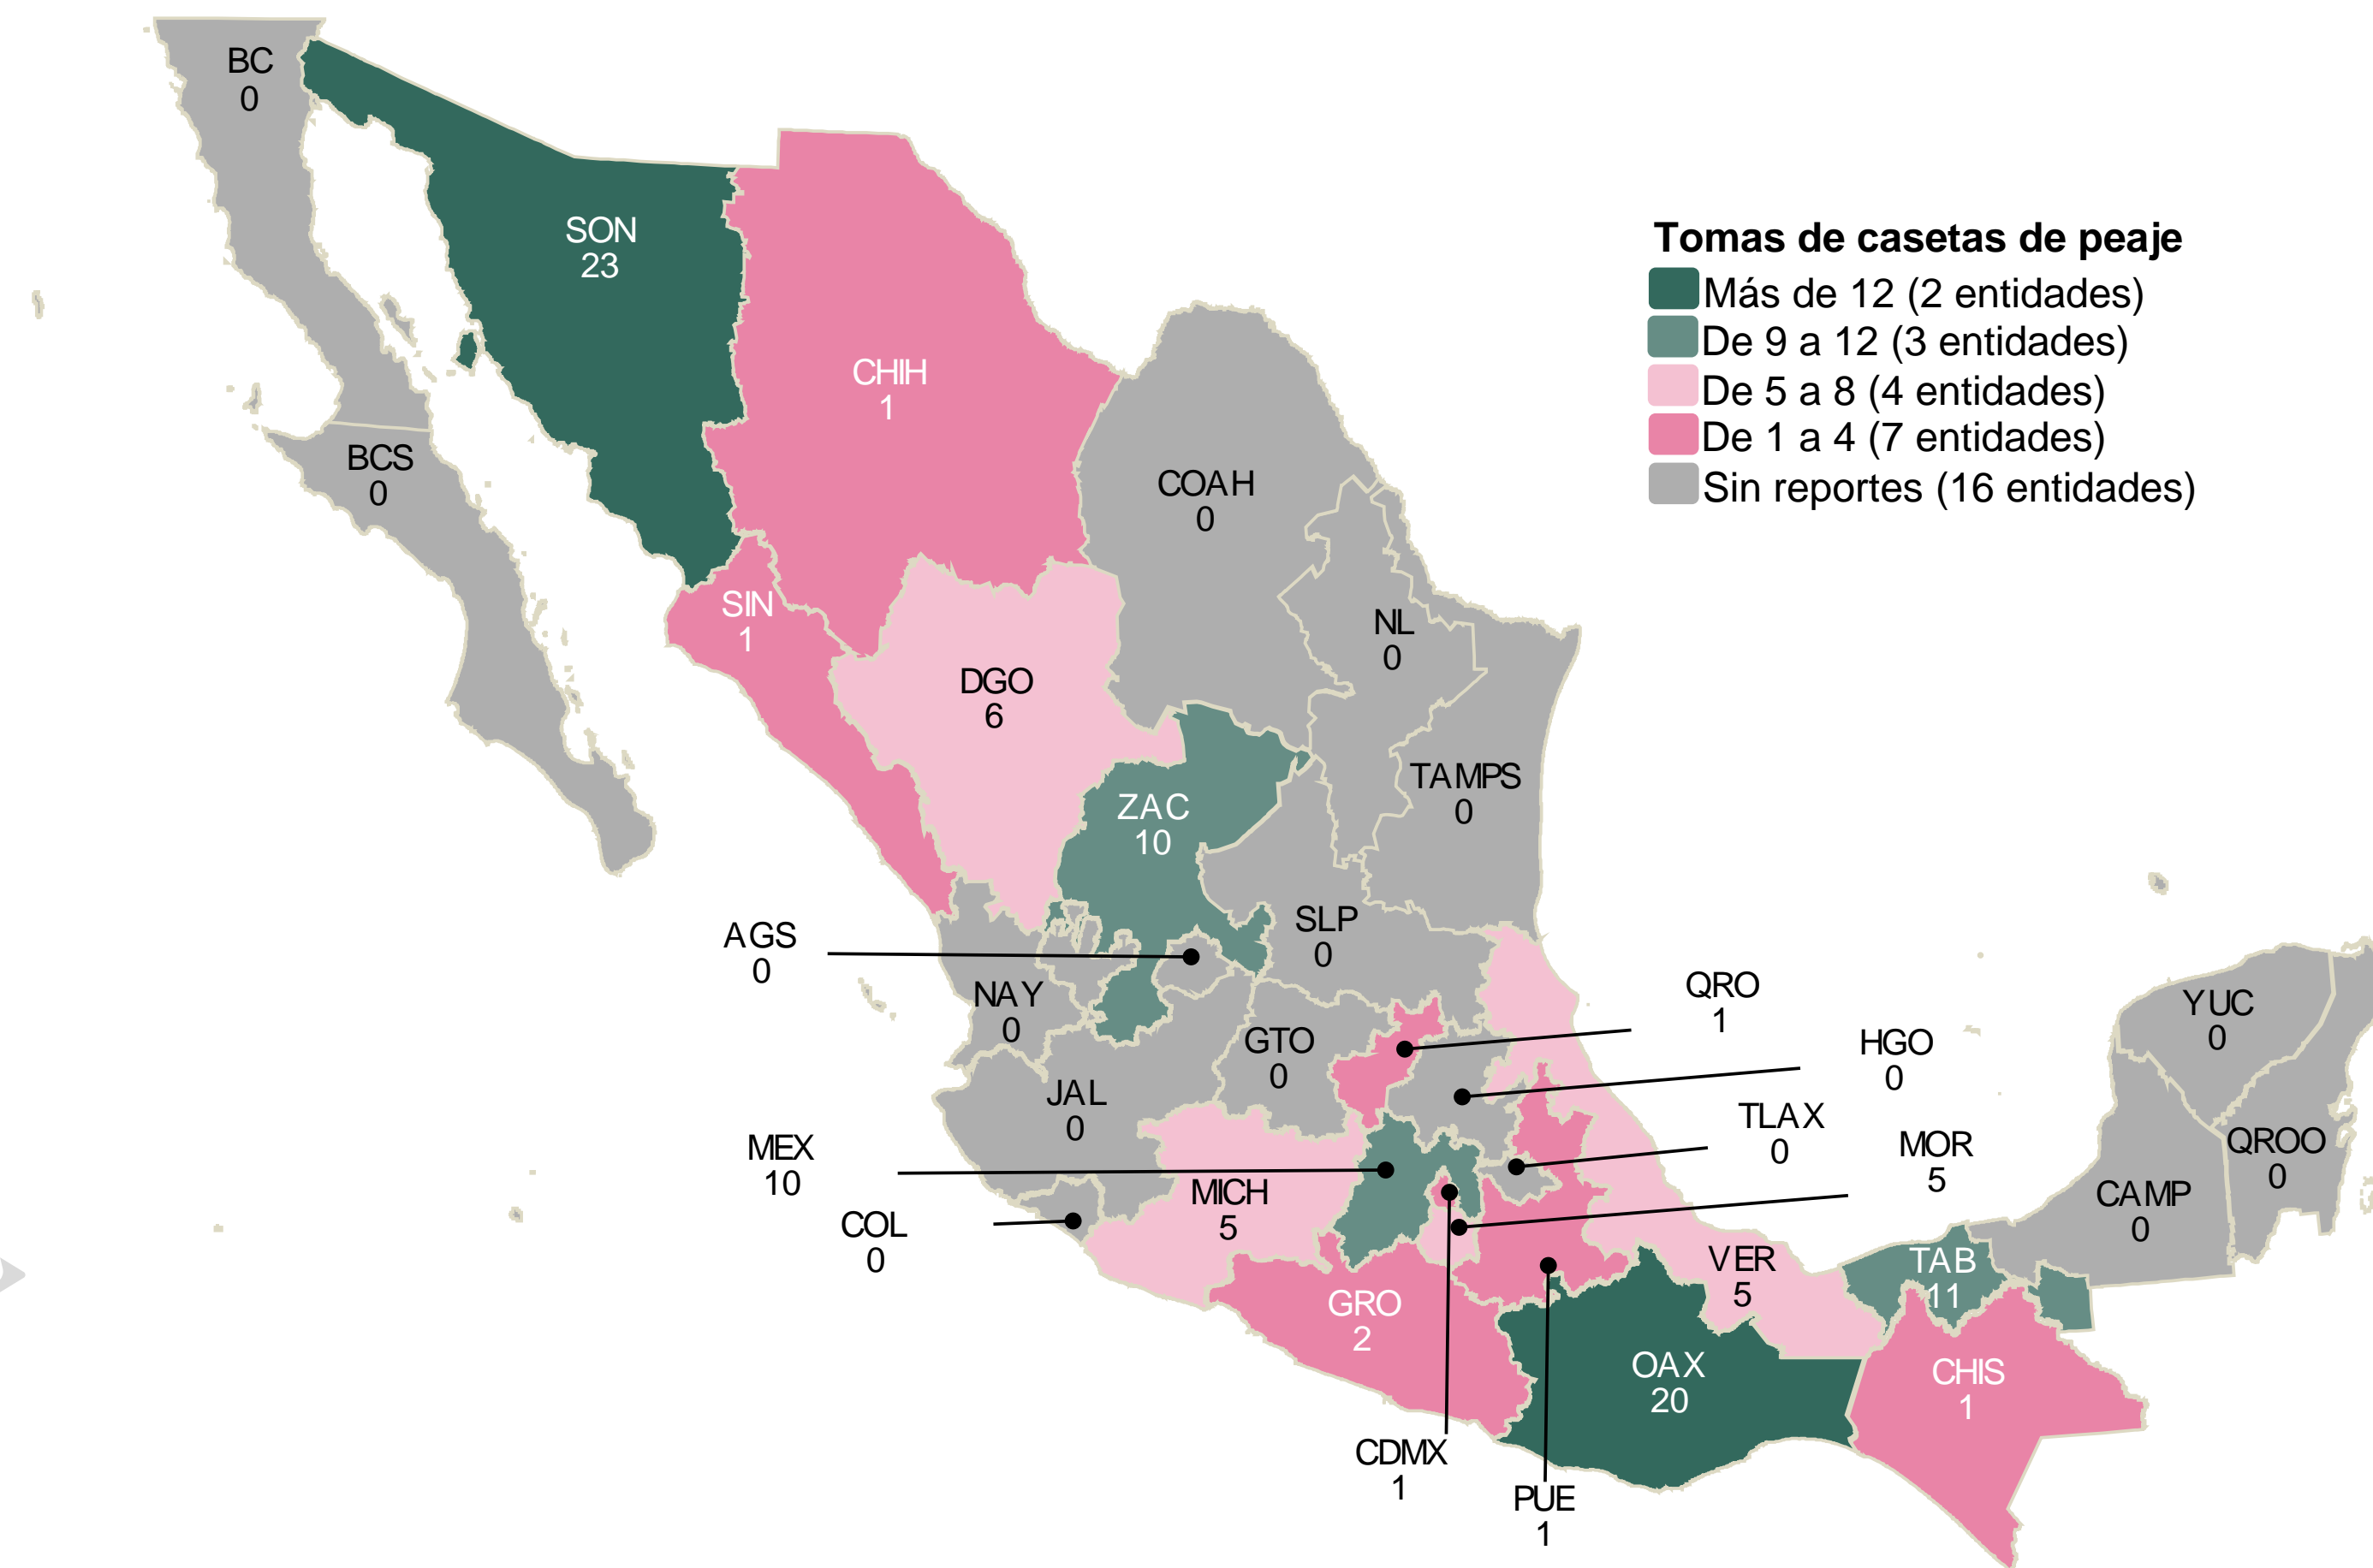 BC
0
SON
23
Tomas de casetas de peaje
Más de 12 (2 entidades)
De 9 a 12 (3 entidades)
De 5 a 8 (4 entidades)
De 1 a 4 (7 entidades)
Sin reportes (16 entidades)
CHIH
1
BCS
0
COAH
0
SIN
1
NL
0
DGO
6
TAMPS
0
ZAC
10
AGS
0
SLP
0
NAY
0
QRO
1
YUC
0
GTO
0
HGO
0
JAL
0
TLAX
0
MEX
10
MOR
5
QROO
0
MICH
5
CAMP
0
COL
0
VER
5
TAB
11
GRO
2
OAX
20
CHIS
1
CDMX
1
PUE
1